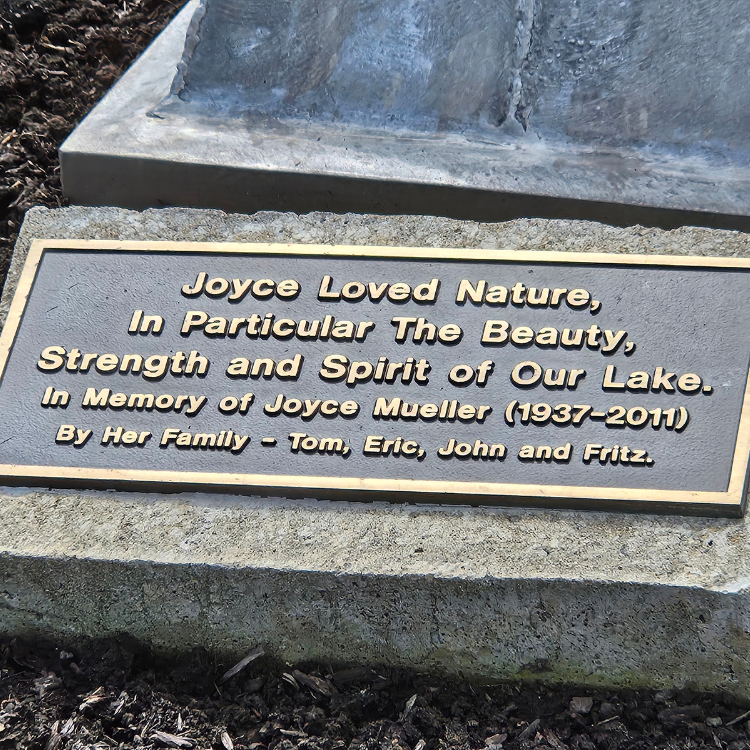 Joyce Loved Nature,
In Particular The Beauty,
Strength and Spirit of Our Lake.
In Memory of Joyce Mueller (1937-2011)
By Her Family - Tom, Eric, John and Fritz.